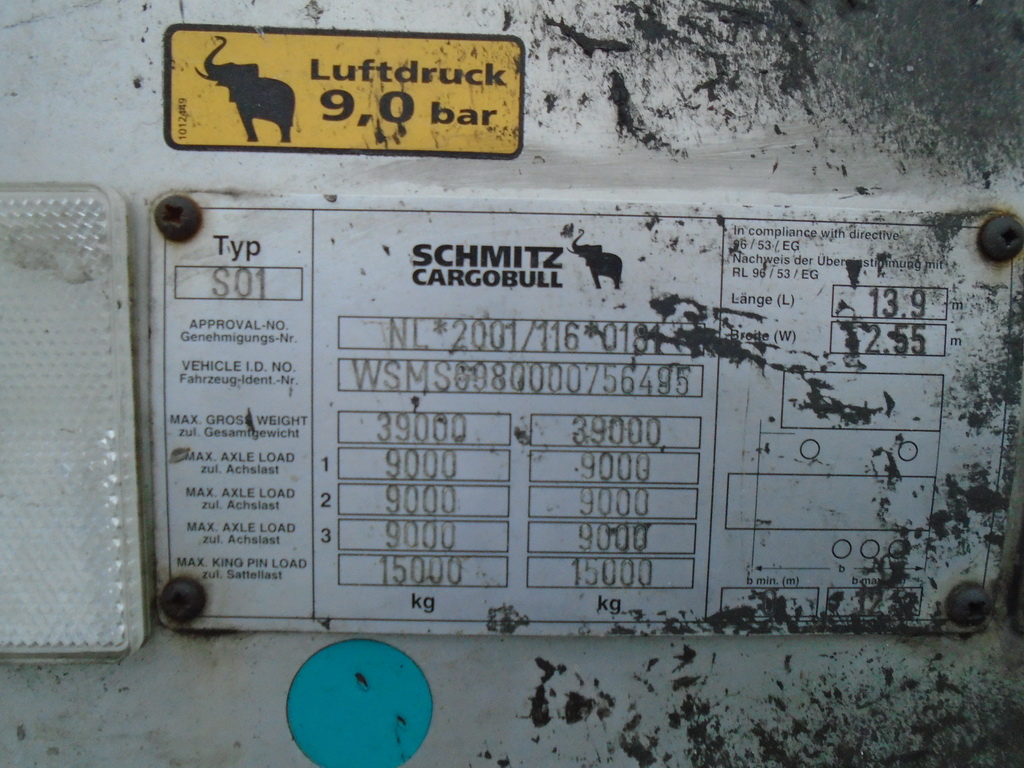 Luftdruck
9,0 bar
1012449
Typ
S01
SCHMITZ
CARGOBULL
In compliance with directive
96 / 53 / EG
Nachweis der Übereinstimmung mit
RL 96 / 53 / EG
Länge (L) 13.9 m
Breite (W) 2.55 m
APPROVAL-NO.
Genehmigungs-Nr.
NL*2001/116*0181
VEHICLE I.D. NO.
Fahrzeug-Ident.-Nr.
WSMS6980000756495
MAX. GROSS WEIGHT
zul. Gesamtgewicht
39000 39000
MAX. AXLE LOAD
zul. Achslast
1 9000 9000
MAX. AXLE LOAD
zul. Achslast
2 9000 9000
MAX. AXLE LOAD
zul. Achslast
3 9000 9000
MAX. KING PIN LOAD
zul. Sattellast
15000 15000
kg kg
b
b min. (m) b max. (m)